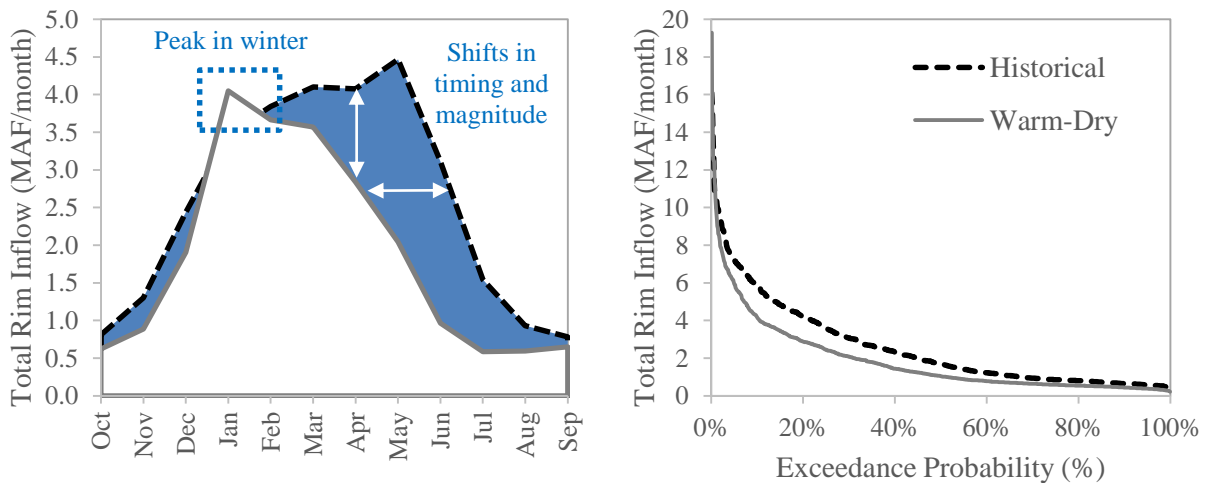 Total Rim Inflow (MAF/month)
5.0
4.5
4.0
3.5
3.0
2.5
2.0
1.5
1.0
0.5
0.0
Peak in winter
Shifts in
timing and
magnitude
Oct
Nov
Dec
Jan
Feb
Mar
Apr
May
Jun
Jul
Aug
Sep
Total Rim Inflow (MAF/month)
20
18
16
14
12
10
8
6
4
2
0
Historical
Warm-Dry
0%
20%
40%
60%
80%
100%
Exceedance Probability (%)